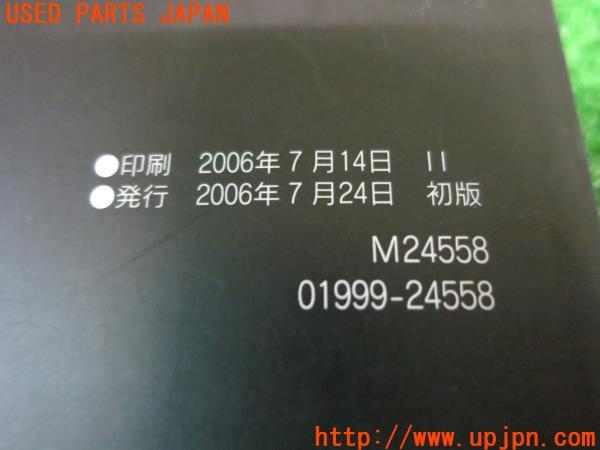 USED PARTS JAPAN
●印刷 2006年7月14日 II
●発行 2006年7月24日 初版
M24558
01999-24558
http://www.upjpn.com/